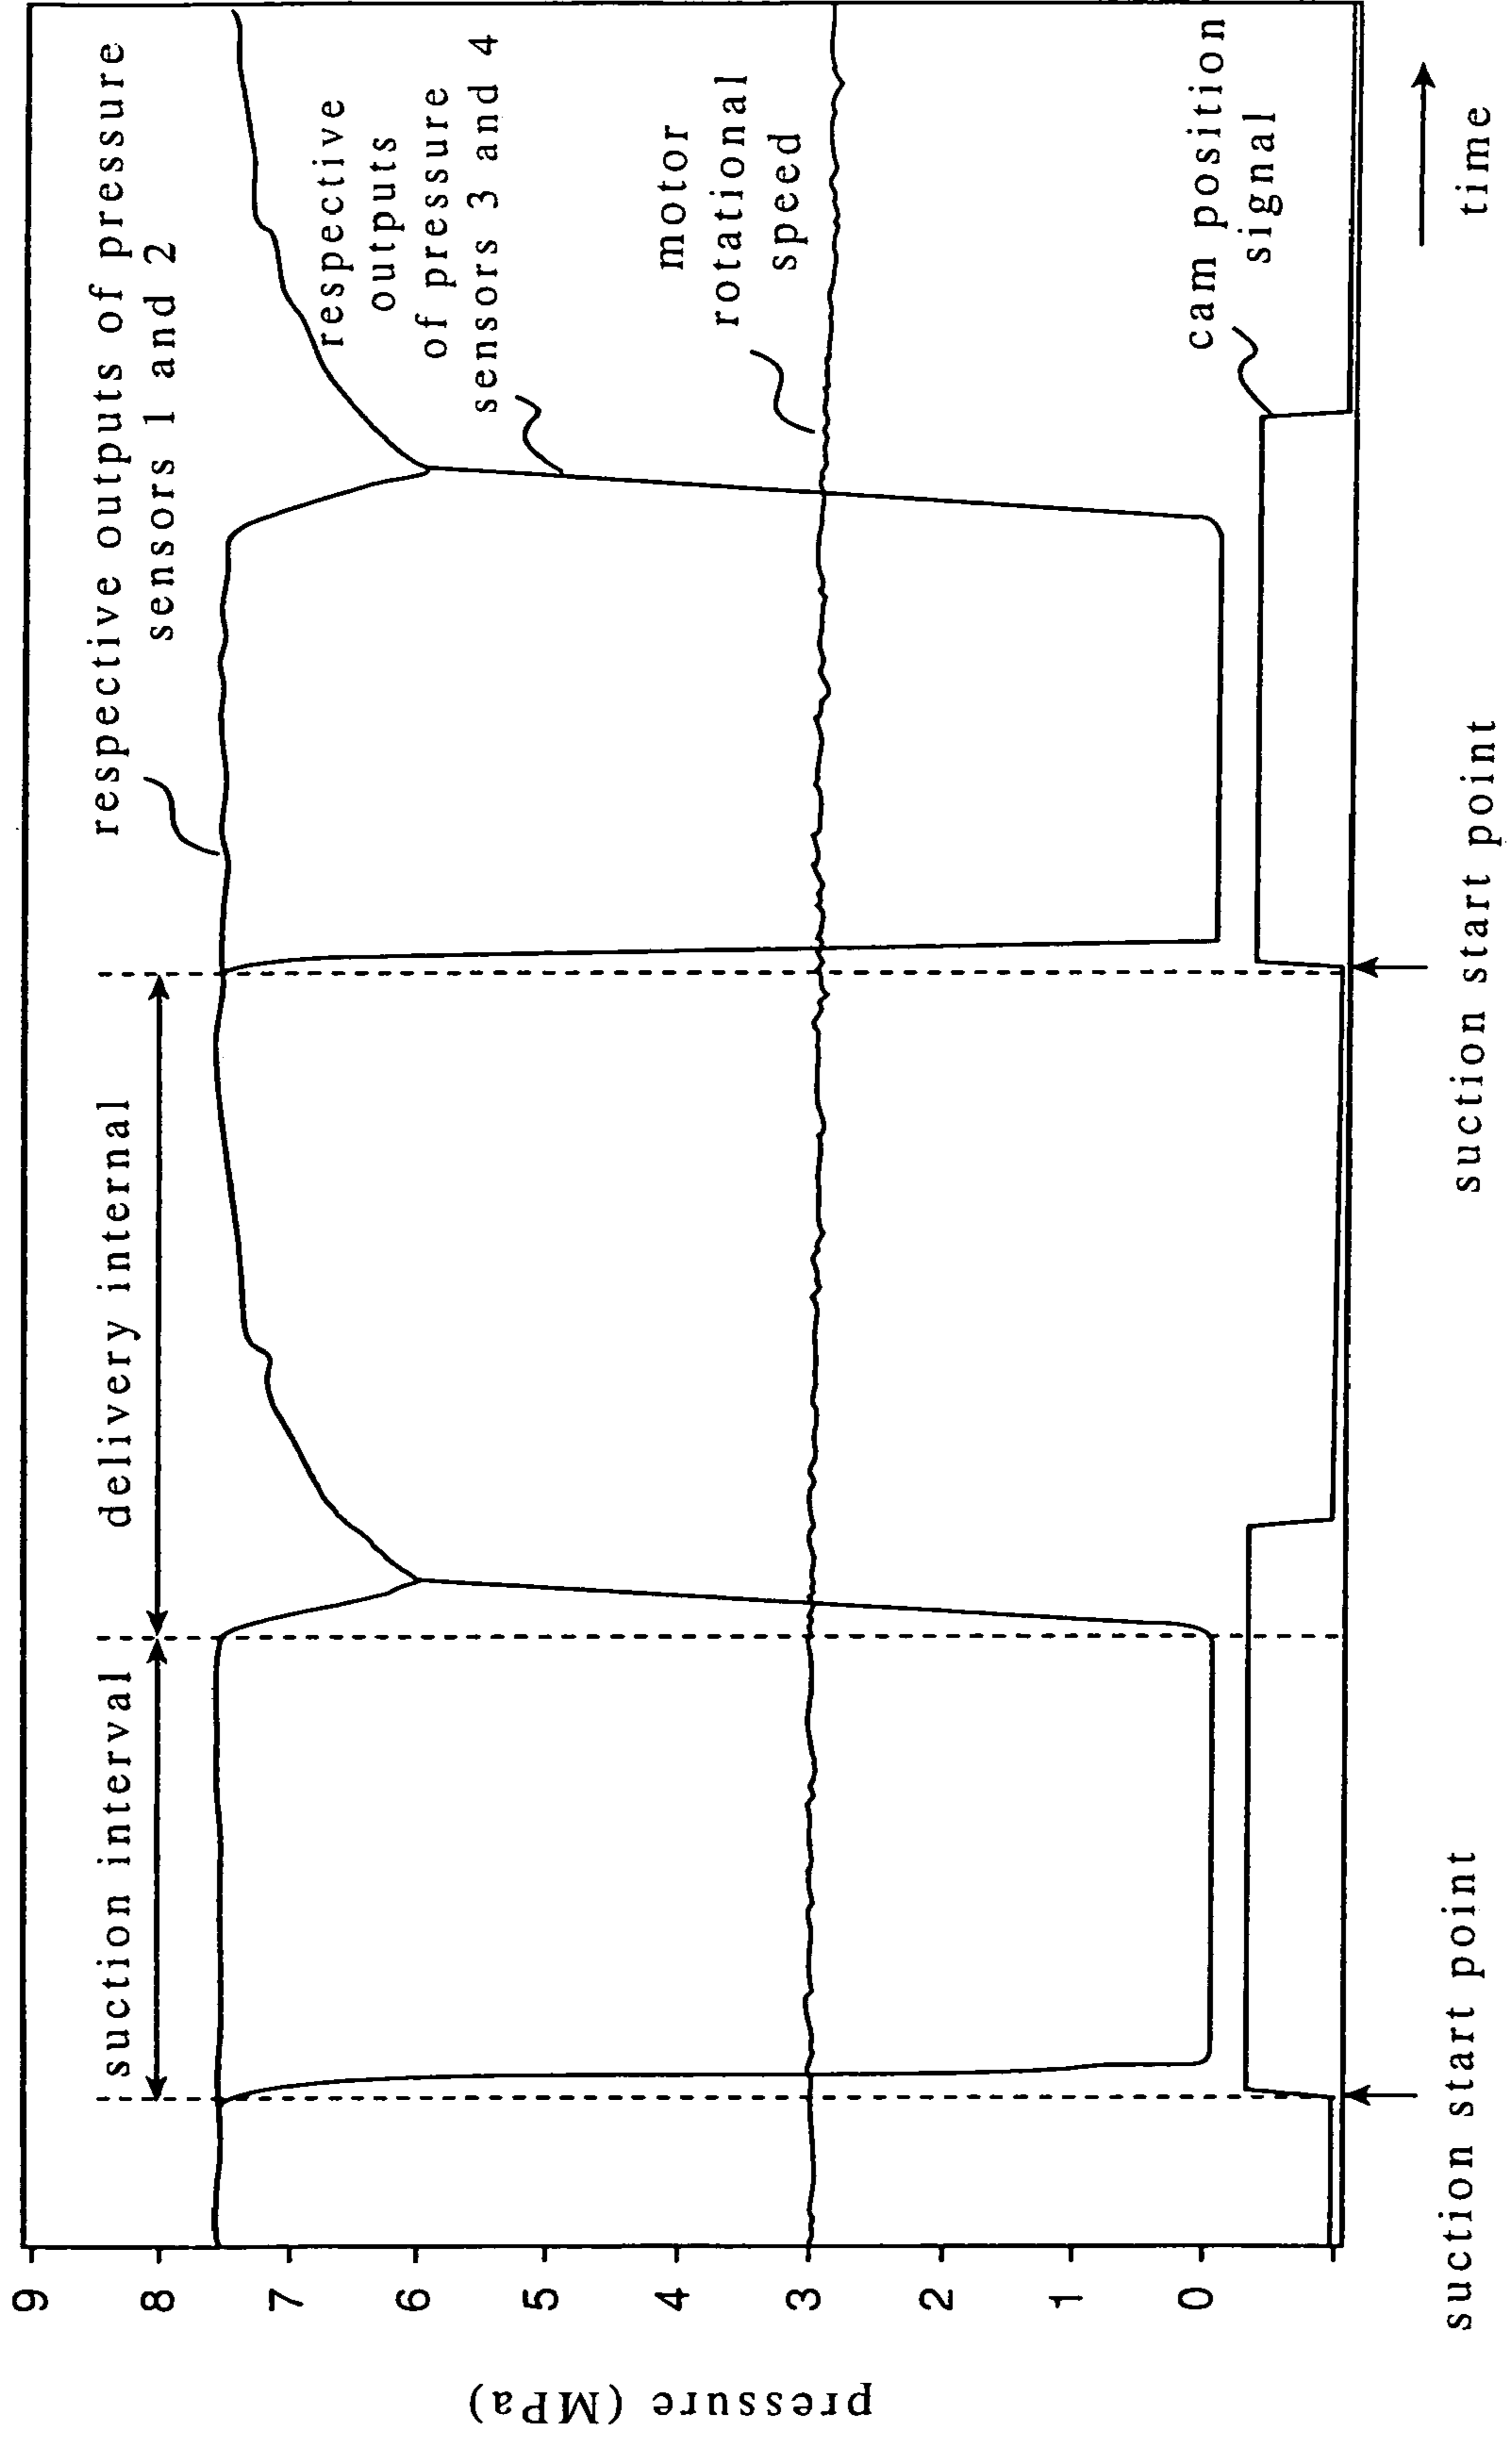 respective outputs of pressure
sensors 1 and 2
suction interval
delivery internal
respective
outputs
of pressure
sensors 3 and 4
motor
rotational
speed
cam position
signal
9
8
7
6
5
4
3
2
1
0
pressure (MPa)
suction start point
suction start point
time